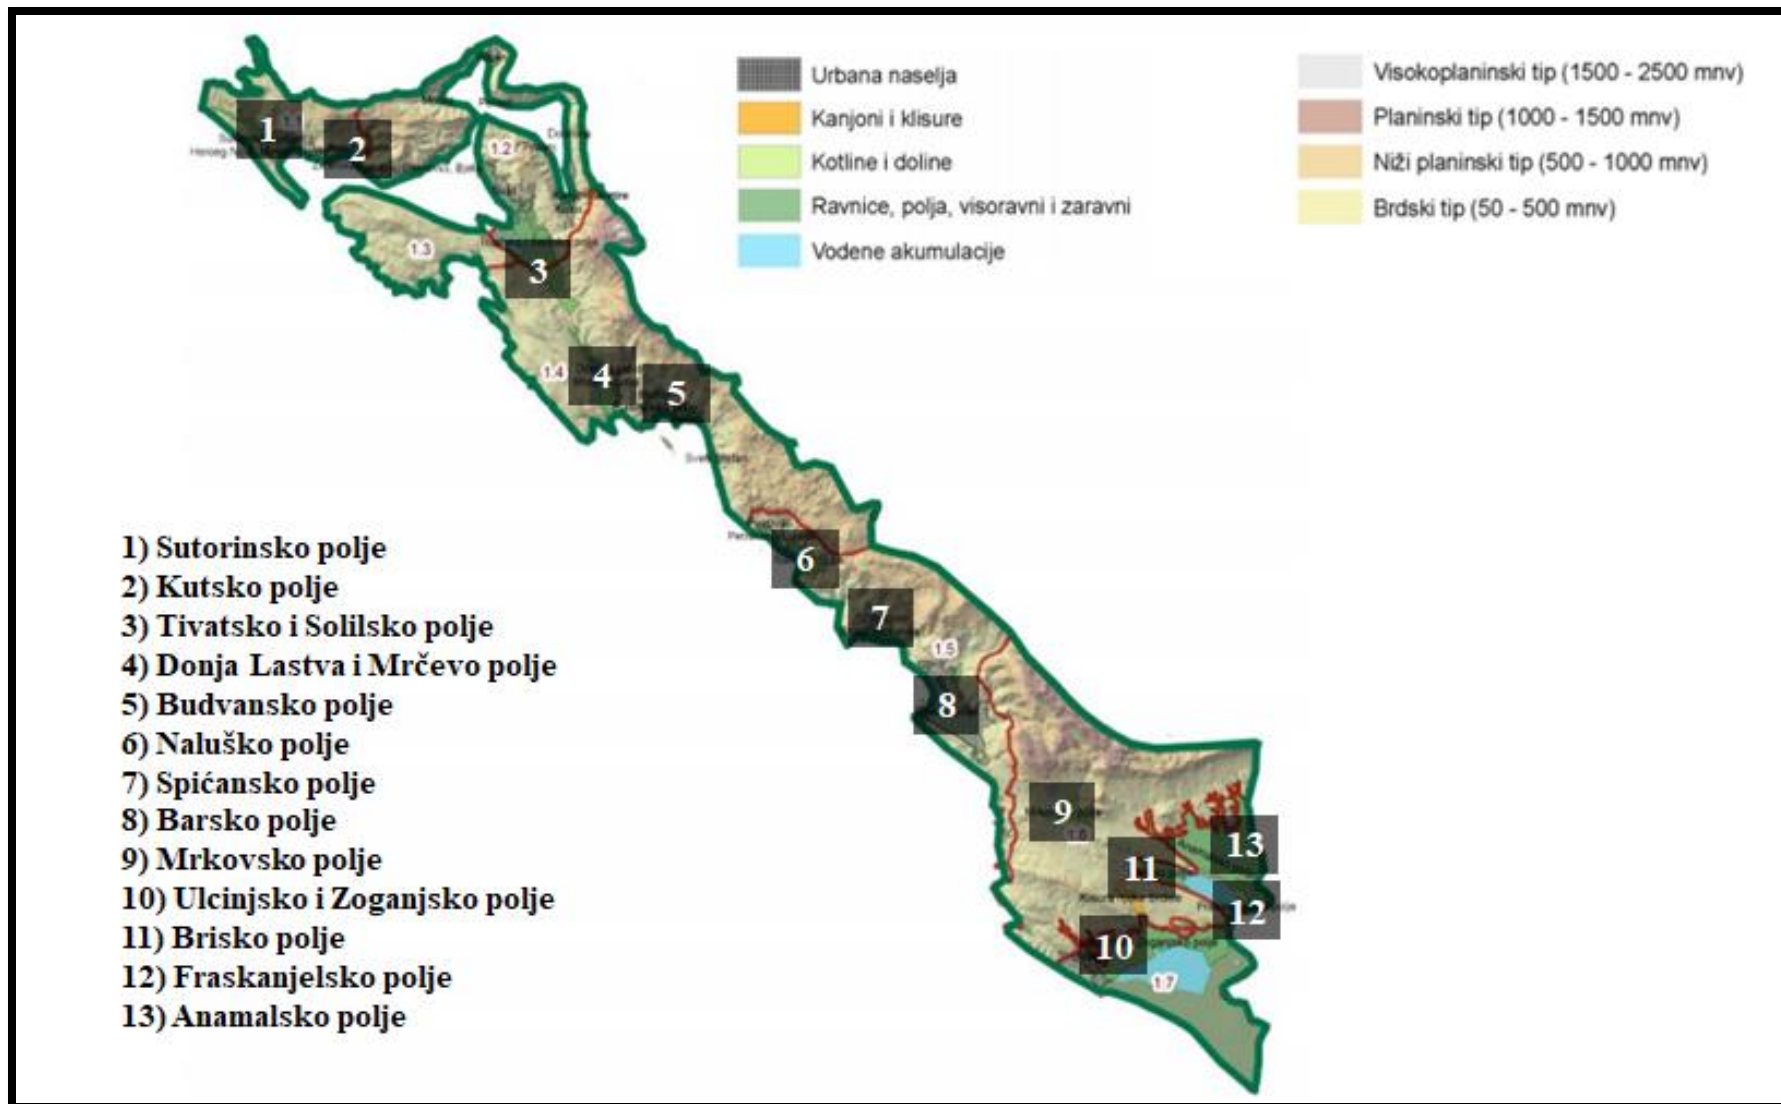 Urbana naselja
Kanjoni i klisure
Kotline i doline
Ravnice, polja, visoravni i zaravni
Vodene akumulacije
Visokoplaninski tip (1500 - 2500 mnv)
Planinski tip (1000 - 1500 mnv)
Niži planinski tip (500 - 1000 mnv)
Brdski tip (50 - 500 mnv)
1
2
1.2
1.3
3
1.4
4
5
6
7
1.5
8
9
1.6
13
11
12
10
1.7
1) Sutorinsko polje
2) Kutsko polje
3) Tivatsko i Solilsko polje
4) Donja Lastva i Mrčevo polje
5) Budvansko polje
6) Naluško polje
7) Spićansko polje
8) Barsko polje
9) Mrkovsko polje
10) Ulcinjsko i Zoganjsko polje
11) Brisko polje
12) Fraskanjelsko polje
13) Anamalsko polje